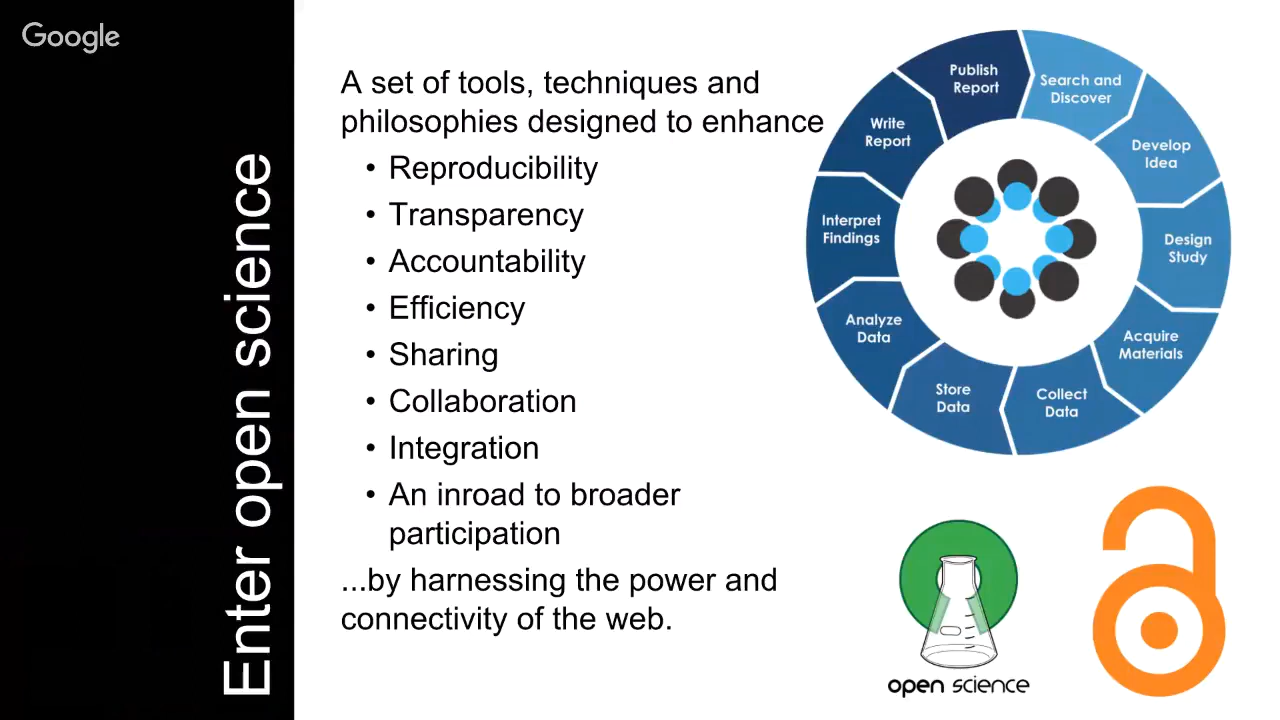 Google
Enter open science
A set of tools, techniques and
philosophies designed to enhance
• Reproducibility
• Transparency
• Accountability
• Efficiency
• Sharing
• Collaboration
• Integration
• An inroad to broader
participation
...by harnessing the power and
connectivity of the web.
Publish
Report
Search and
Discover
Develop
Idea
Design
Study
Acquire
Materials
Collect
Data
Store
Data
Analyze
Data
Interpret
Findings
Write
Report
open science